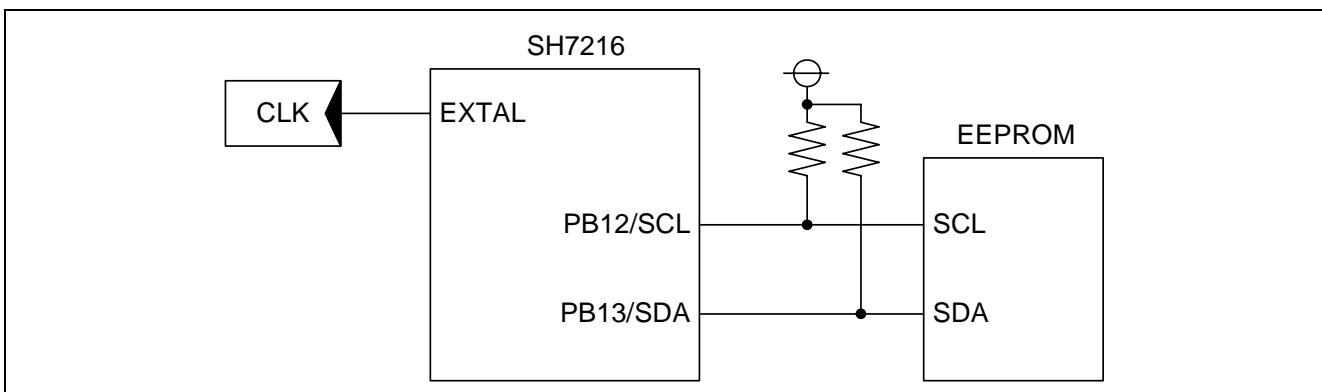 SH7216
CLK
EXTAL
EEPROM
PB12/SCL
SCL
PB13/SDA
SDA